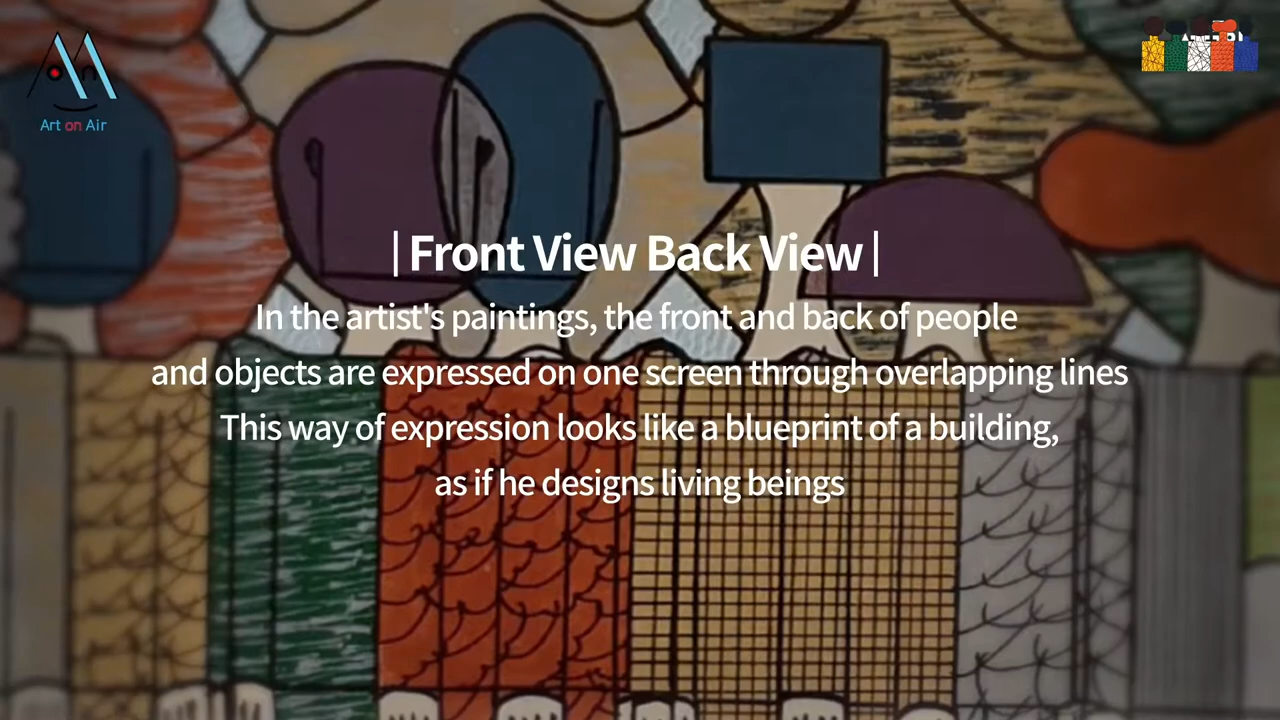 Art on Air
| Front View Back View |
In the artist's paintings, the front and back of people
and objects are expressed on one screen through overlapping lines
This way of expression looks like a blueprint of a building,
as if he designs living beings